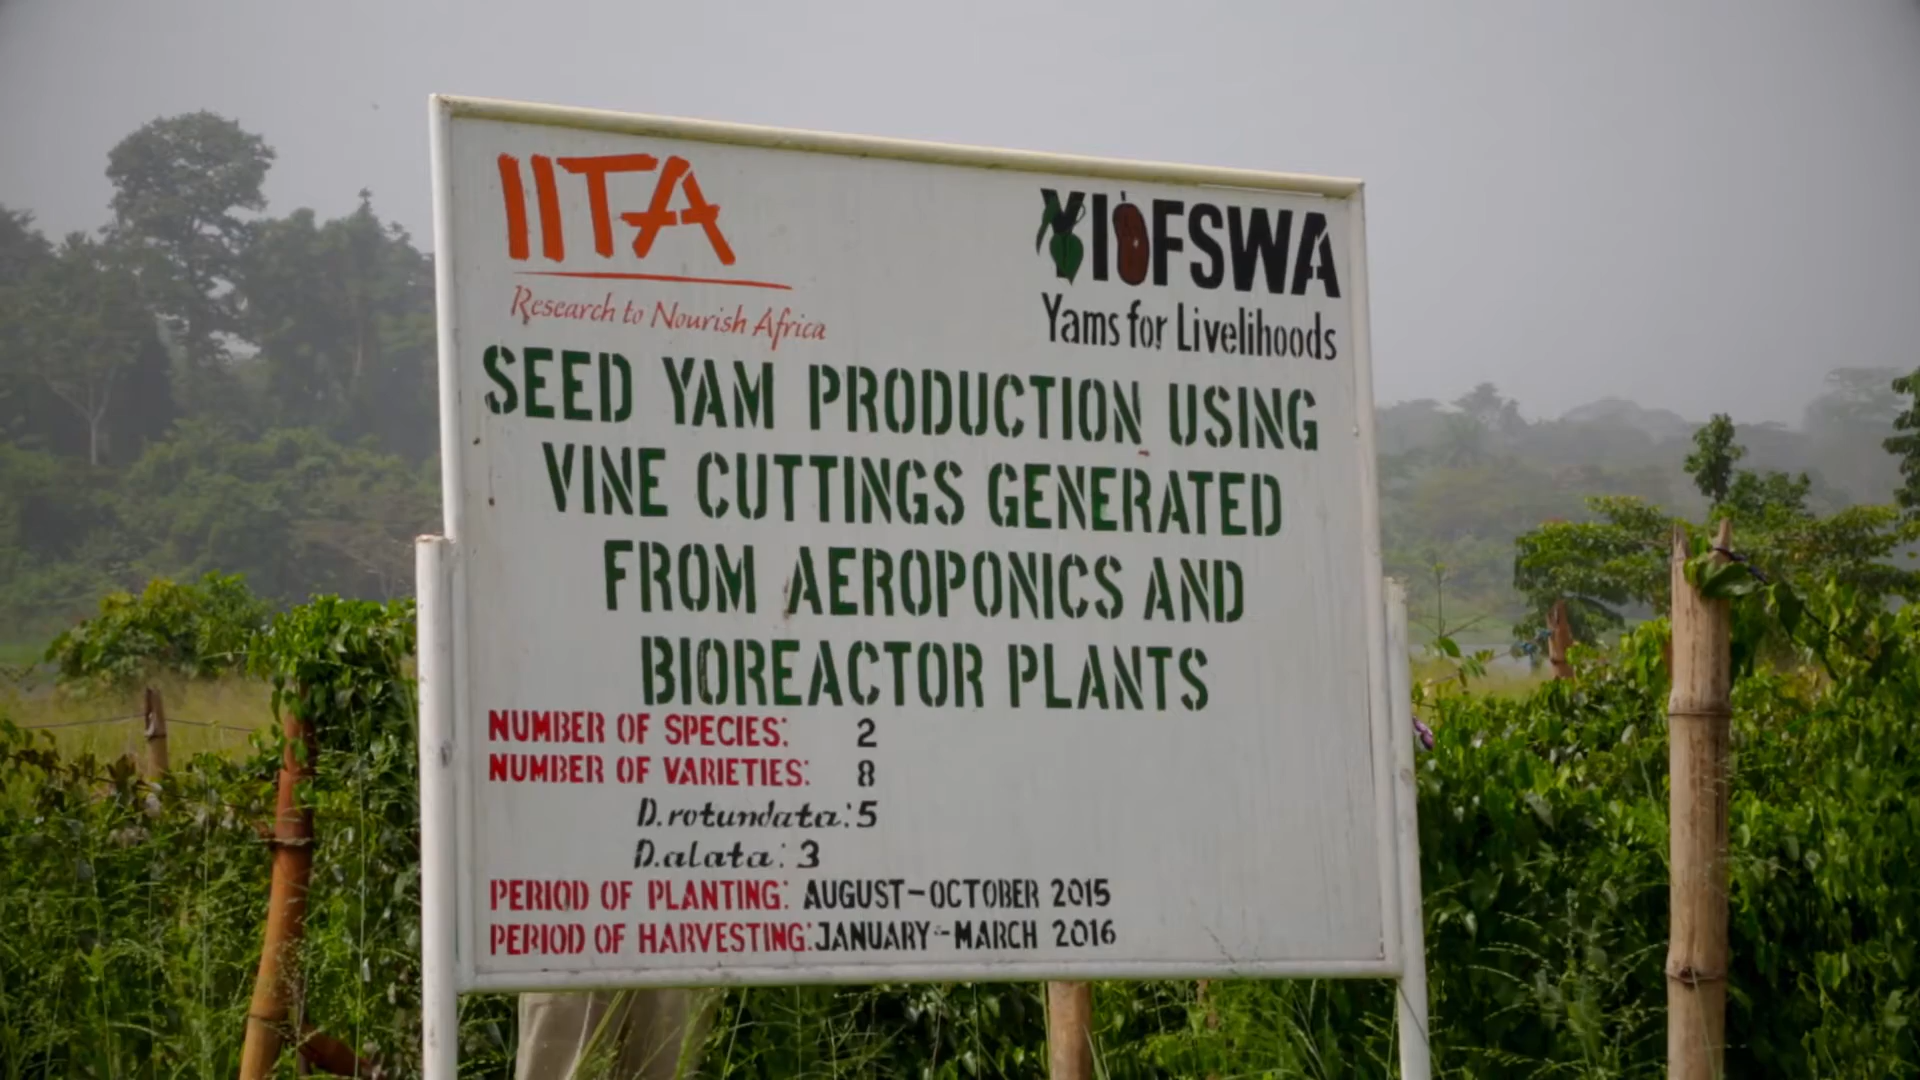 IITA
Research to Nourish Africa
YIIFSWA
Yams for Livelihoods
SEED YAM PRODUCTION USING
VINE CUTTINGS GENERATED
FROM AEROPONICS AND
BIOREACTOR PLANTS
NUMBER OF SPECIES: 2
NUMBER OF VARIETIES: 8
D.rotundata: 5
D.alata: 3
PERIOD OF PLANTING: AUGUST-OCTOBER 2015
PERIOD OF HARVESTING: JANUARY-MARCH 2016